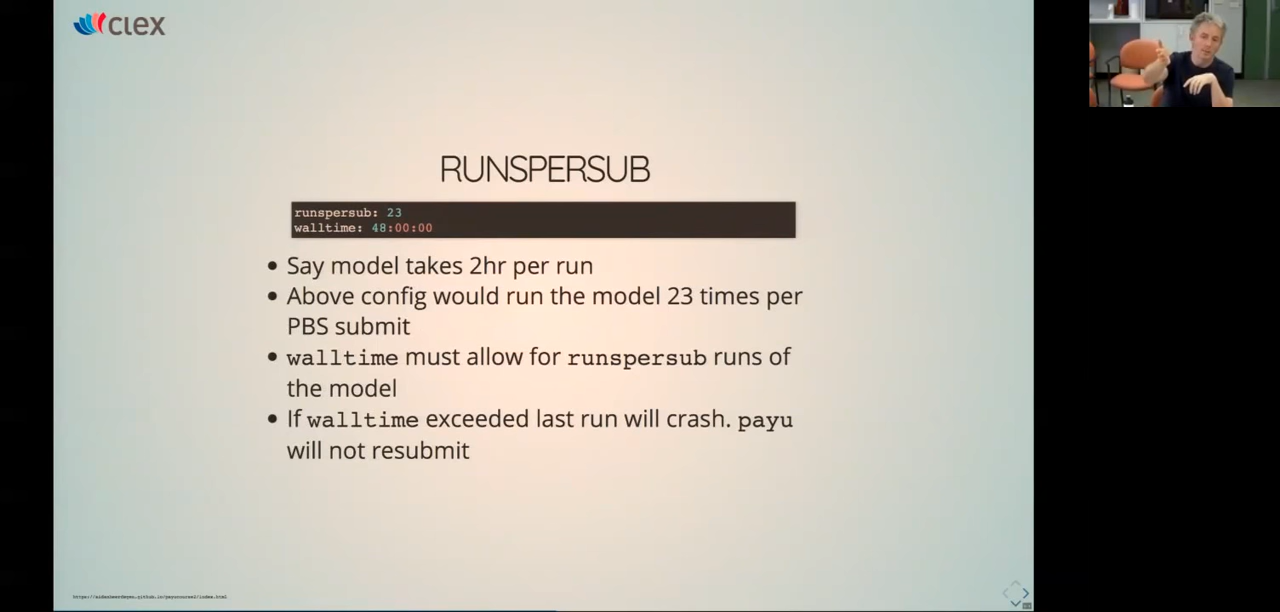 clex
RUNSPERSUB
runspersub: 23
walltime: 48:00:00
• Say model takes 2hr per run
• Above config would run the model 23 times per
PBS submit
• walltime must allow for runspersub runs of
the model
• If walltime exceeded last run will crash. payu
will not resubmit